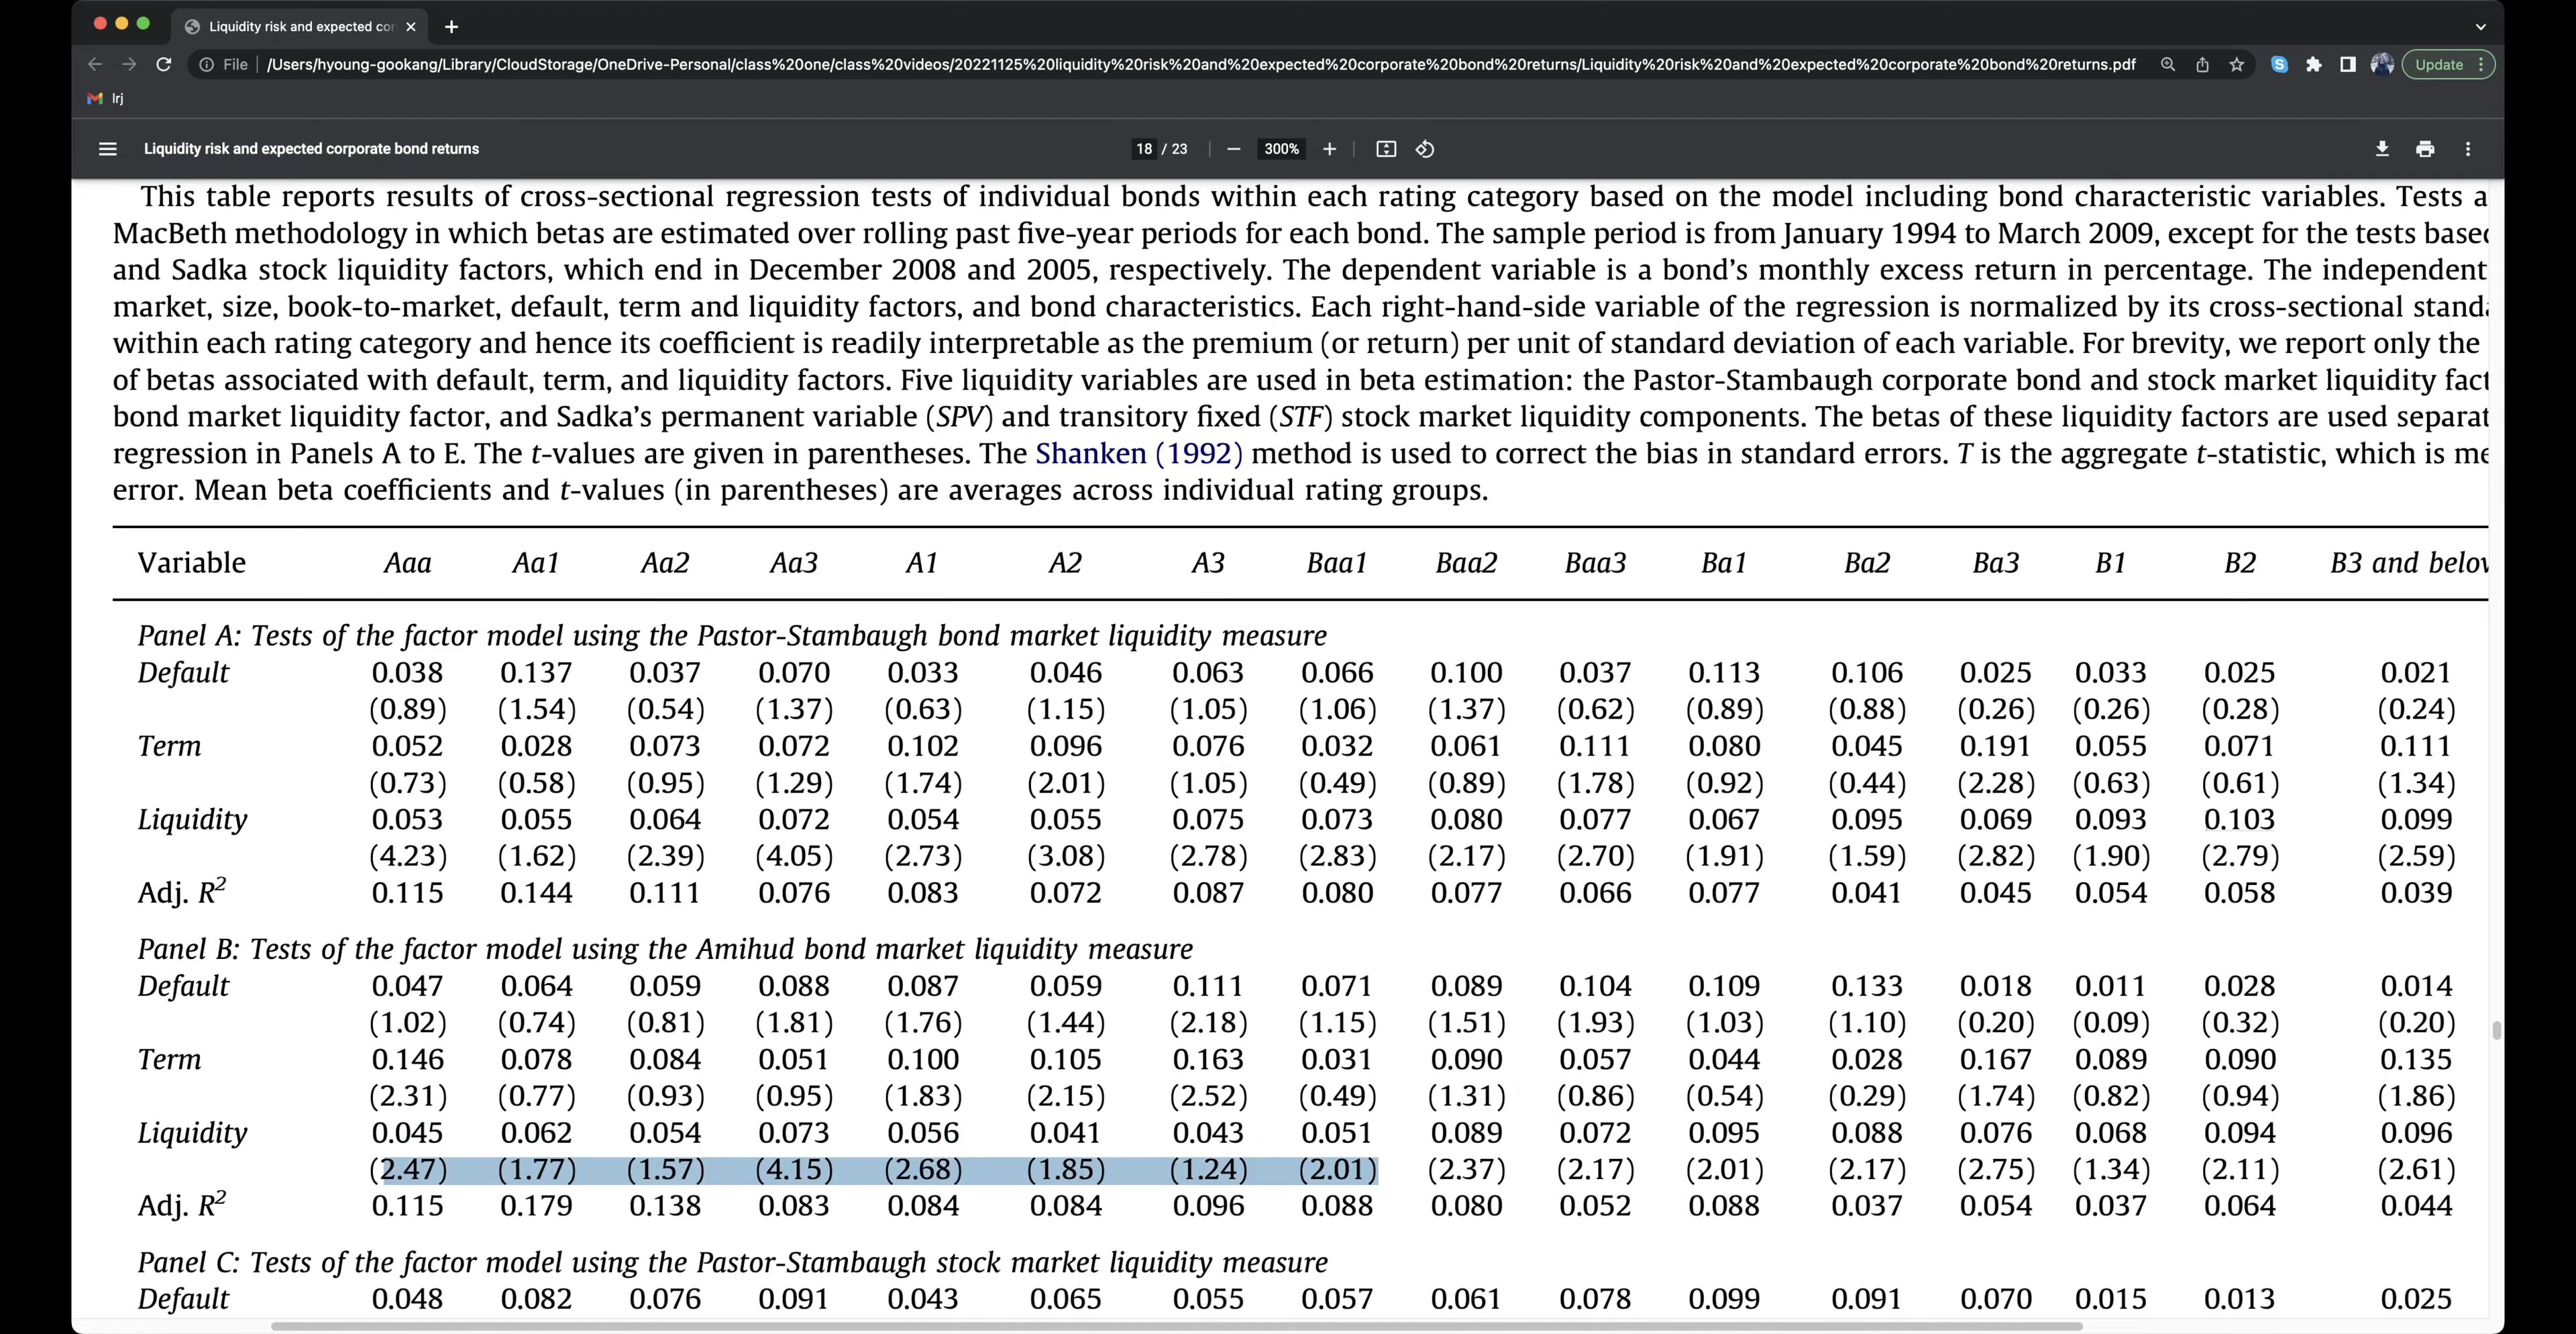 Liquidity risk and expected cor
File
/Users/hyoung-gookang/Library/CloudStorage/OneDrive-Personal/class%20one/class%20videos/20221125%20liquidity%20risk%20and%20expected%20corporate%20bond%20returns/Liquidity%20risk%20and%20expected%20corporate%20bond%20returns.pdf
Update
lrj
Liquidity risk and expected corporate bond returns
18 / 23
300%
This table reports results of cross-sectional regression tests of individual bonds within each rating category based on the model including bond characteristic variables. Tests a
MacBeth methodology in which betas are estimated over rolling past five-year periods for each bond. The sample period is from January 1994 to March 2009, except for the tests based
and Sadka stock liquidity factors, which end in December 2008 and 2005, respectively. The dependent variable is a bond's monthly excess return in percentage. The independent
market, size, book-to-market, default, term and liquidity factors, and bond characteristics. Each right-hand-side variable of the regression is normalized by its cross-sectional standa
within each rating category and hence its coefficient is readily interpretable as the premium (or return) per unit of standard deviation of each variable. For brevity, we report only the
of betas associated with default, term, and liquidity factors. Five liquidity variables are used in beta estimation: the Pastor-Stambaugh corporate bond and stock market liquidity fact
bond market liquidity factor, and Sadka's permanent variable (SPV) and transitory fixed (STF) stock market liquidity components. The betas of these liquidity factors are used separat
regression in Panels A to E. The t-values are given in parentheses. The Shanken (1992) method is used to correct the bias in standard errors. T is the aggregate t-statistic, which is me
error. Mean beta coefficients and t-values (in parentheses) are averages across individual rating groups.
Variable Aaa Aa1 Aa2 Aa3 A1 A2 A3 Baa1 Baa2 Baa3 Ba1 Ba2 Ba3 B1 B2 B3 and below
Panel A: Tests of the factor model using the Pastor-Stambaugh bond market liquidity measure
Default 0.038 0.137 0.037 0.070 0.033 0.046 0.063 0.066 0.100 0.037 0.113 0.106 0.025 0.033 0.025 0.021
(0.89) (1.54) (0.54) (1.37) (0.63) (1.15) (1.05) (1.06) (1.37) (0.62) (0.89) (0.88) (0.26) (0.26) (0.28) (0.24)
Term 0.052 0.028 0.073 0.072 0.102 0.096 0.076 0.032 0.061 0.111 0.080 0.045 0.191 0.055 0.071 0.111
(0.73) (0.58) (0.95) (1.29) (1.74) (2.01) (1.05) (0.49) (0.89) (1.78) (0.92) (0.44) (2.28) (0.63) (0.61) (1.34)
Liquidity 0.053 0.055 0.064 0.072 0.054 0.055 0.075 0.073 0.080 0.077 0.067 0.095 0.069 0.093 0.103 0.099
(4.23) (1.62) (2.39) (4.05) (2.73) (3.08) (2.78) (2.83) (2.17) (2.70) (1.91) (1.59) (2.82) (1.90) (2.79) (2.59)
Adj. R² 0.115 0.144 0.111 0.076 0.083 0.072 0.087 0.080 0.077 0.066 0.077 0.041 0.045 0.054 0.058 0.039
Panel B: Tests of the factor model using the Amihud bond market liquidity measure
Default 0.047 0.064 0.059 0.088 0.087 0.059 0.111 0.071 0.089 0.104 0.109 0.133 0.018 0.011 0.028 0.014
(1.02) (0.74) (0.81) (1.81) (1.76) (1.44) (2.18) (1.15) (1.51) (1.93) (1.03) (1.10) (0.20) (0.09) (0.32) (0.20)
Term 0.146 0.078 0.084 0.051 0.100 0.105 0.163 0.031 0.090 0.057 0.044 0.028 0.167 0.089 0.090 0.135
(2.31) (0.77) (0.93) (0.95) (1.83) (2.15) (2.52) (0.49) (1.31) (0.86) (0.54) (0.29) (1.74) (0.82) (0.94) (1.86)
Liquidity 0.045 0.062 0.054 0.073 0.056 0.041 0.043 0.051 0.089 0.072 0.095 0.088 0.076 0.068 0.094 0.096
(2.47) (1.77) (1.57) (4.15) (2.68) (1.85) (1.24) (2.01) (2.37) (2.17) (2.01) (2.17) (2.75) (1.34) (2.11) (2.61)
Adj. R² 0.115 0.179 0.138 0.083 0.084 0.084 0.096 0.088 0.080 0.052 0.088 0.037 0.054 0.037 0.064 0.044
Panel C: Tests of the factor model using the Pastor-Stambaugh stock market liquidity measure
Default 0.048 0.082 0.076 0.091 0.043 0.065 0.055 0.057 0.061 0.078 0.099 0.091 0.070 0.015 0.013 0.025